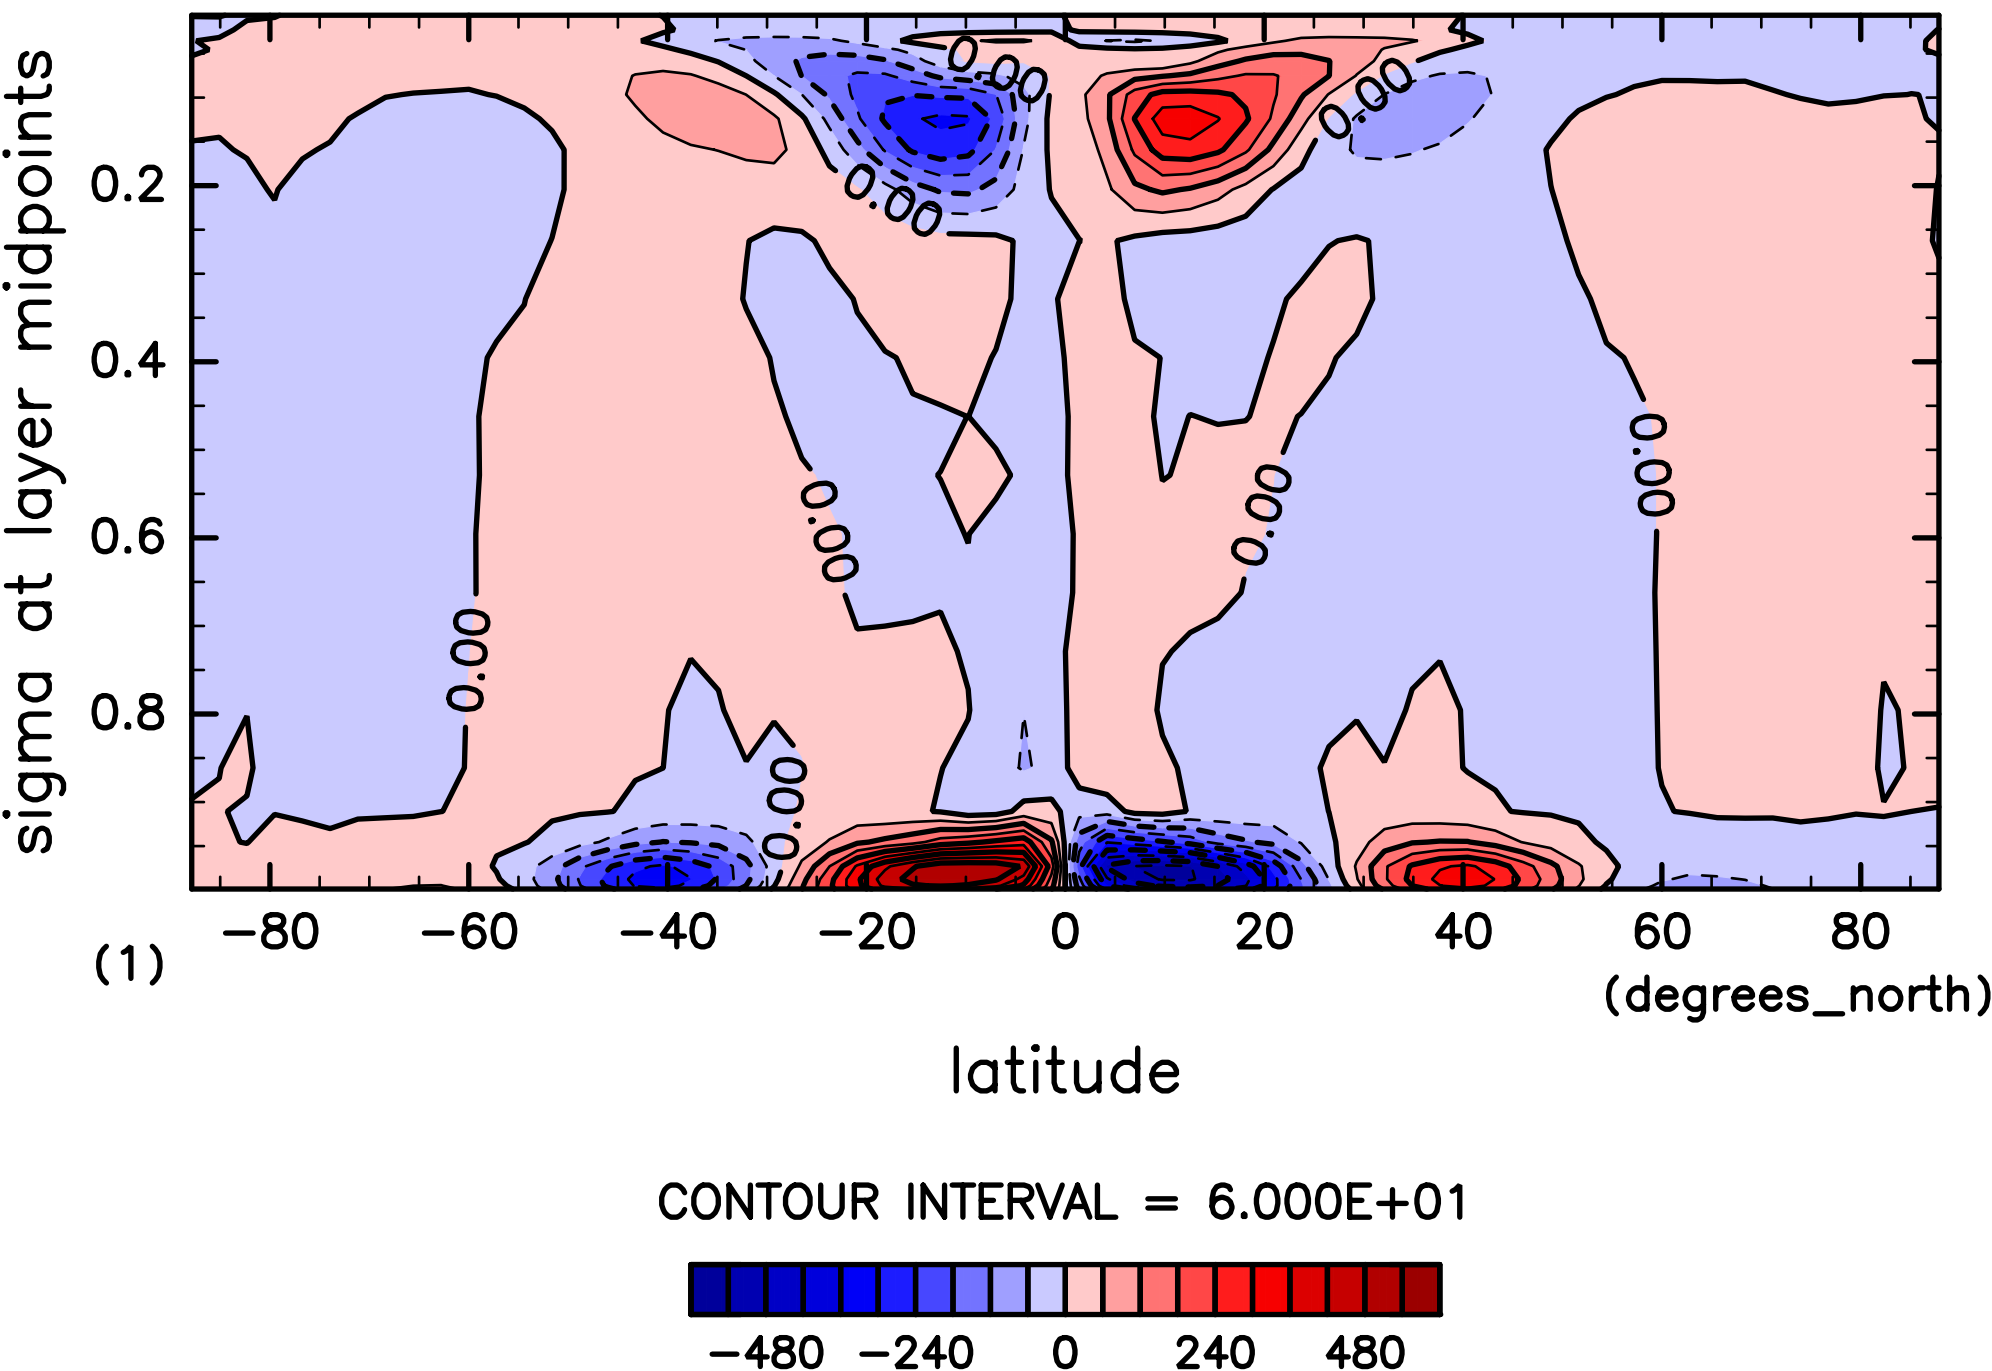 sigma at layer midpoints
0.2
0.4
0.6
0.8
(1)
0.00
0.00
0.00
0.00
0.00
0.00
0.00
0.00
−80 −60 −40 −20 0 20 40 60 80
(degrees_north)
latitude
CONTOUR INTERVAL = 6.000E+01
−480 −240 0 240 480